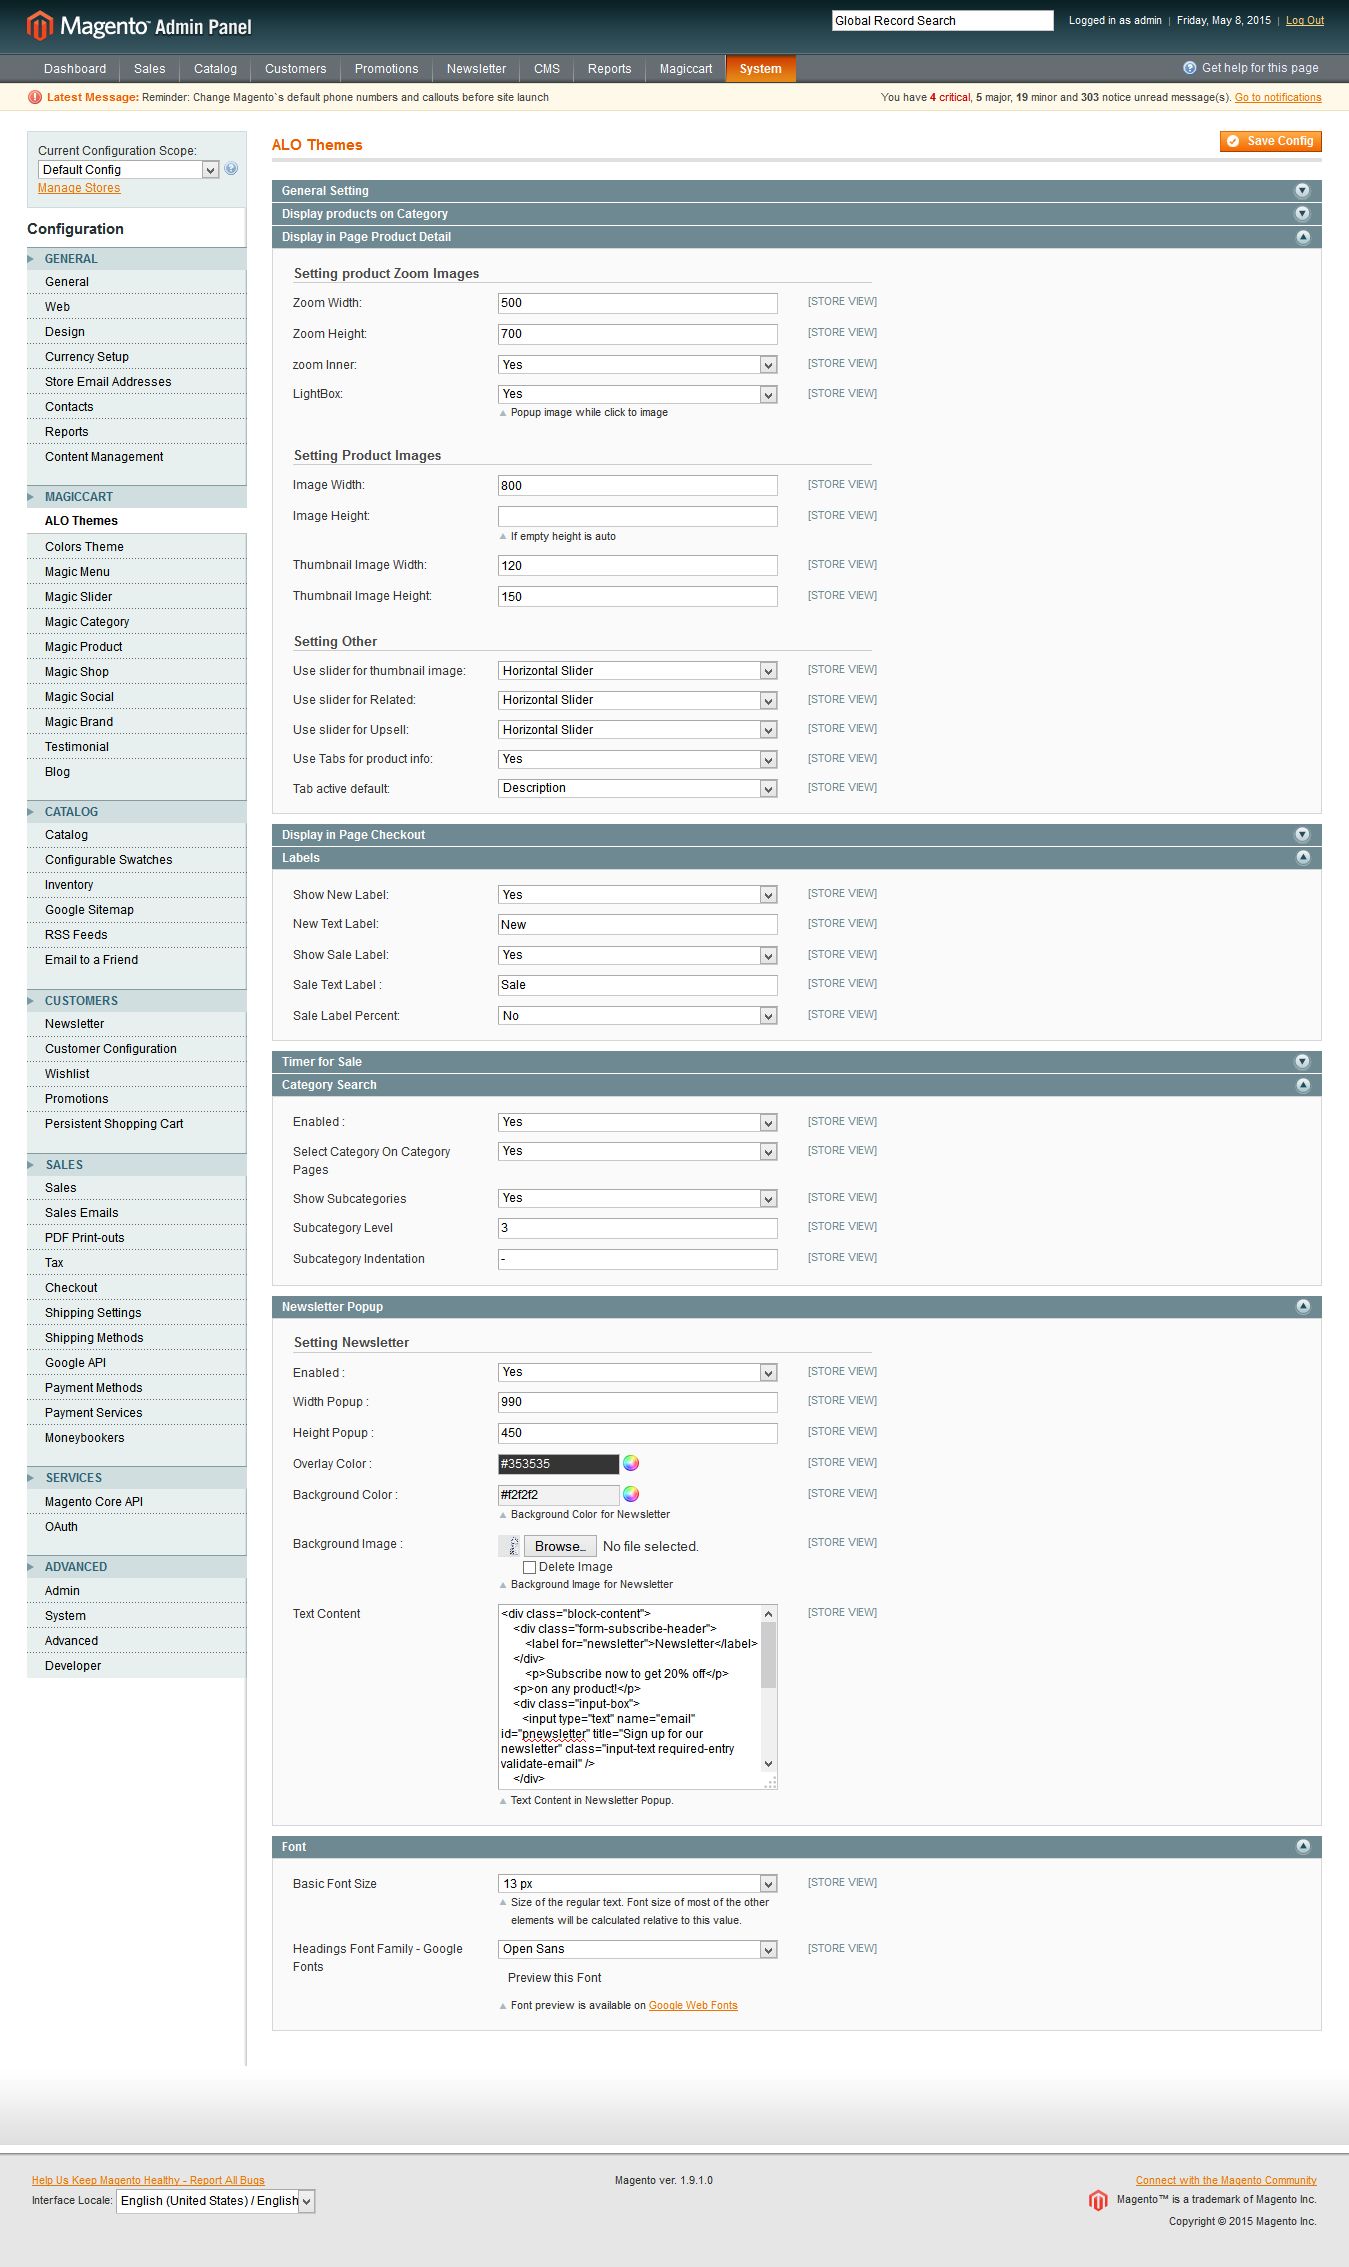 Magento™ Admin Panel
Global Record Search
Logged in as admin | Friday, May 8, 2015 | Log Out
Dashboard Sales Catalog Customers Promotions Newsletter CMS Reports Magiccart System
Get help for this page
Latest Message: Reminder: Change Magento`s default phone numbers and callouts before site launch
You have 4 critical, 5 major, 19 minor and 303 notice unread message(s). Go to notifications
Current Configuration Scope:
Default Config
Manage Stores
Configuration
GENERAL
General
Web
Design
Currency Setup
Store Email Addresses
Contacts
Reports
Content Management
MAGICCART
ALO Themes
Colors Theme
Magic Menu
Magic Slider
Magic Category
Magic Product
Magic Shop
Magic Social
Magic Brand
Testimonial
Blog
CATALOG
Catalog
Configurable Swatches
Inventory
Google Sitemap
RSS Feeds
Email to a Friend
CUSTOMERS
Newsletter
Customer Configuration
Wishlist
Promotions
Persistent Shopping Cart
SALES
Sales
Sales Emails
PDF Print-outs
Tax
Checkout
Shipping Settings
Shipping Methods
Google API
Payment Methods
Payment Services
Moneybookers
SERVICES
Magento Core API
OAuth
ADVANCED
Admin
System
Advanced
Developer
ALO Themes
Save Config
General Setting
Display products on Category
Display in Page Product Detail
Setting product Zoom Images
Zoom Width: 500 [STORE VIEW]
Zoom Height: 700 [STORE VIEW]
zoom Inner: Yes [STORE VIEW]
LightBox: Yes [STORE VIEW]
Popup image while click to image
Setting Product Images
Image Width: 800 [STORE VIEW]
Image Height: [STORE VIEW]
If empty height is auto
Thumbnail Image Width: 120 [STORE VIEW]
Thumbnail Image Height: 150 [STORE VIEW]
Setting Other
Use slider for thumbnail image: Horizontal Slider [STORE VIEW]
Use slider for Related: Horizontal Slider [STORE VIEW]
Use slider for Upsell: Horizontal Slider [STORE VIEW]
Use Tabs for product info: Yes [STORE VIEW]
Tab active default: Description [STORE VIEW]
Display in Page Checkout
Labels
Show New Label: Yes [STORE VIEW]
New Text Label: New [STORE VIEW]
Show Sale Label: Yes [STORE VIEW]
Sale Text Label : Sale [STORE VIEW]
Sale Label Percent: No [STORE VIEW]
Timer for Sale
Category Search
Enabled : Yes [STORE VIEW]
Select Category On Category Yes [STORE VIEW]
Pages
Show Subcategories Yes [STORE VIEW]
Subcategory Level 3 [STORE VIEW]
Subcategory Indentation - [STORE VIEW]
Newsletter Popup
Setting Newsletter
Enabled : Yes [STORE VIEW]
Width Popup : 990 [STORE VIEW]
Height Popup : 450 [STORE VIEW]
Overlay Color : #353535 [STORE VIEW]
Background Color : #f2f2f2 [STORE VIEW]
Background Color for Newsletter
Background Image : Browse... No file selected. [STORE VIEW]
Delete Image
Background Image for Newsletter
Text Content [STORE VIEW]
<div class="block-content">
<div class="form-subscribe-header">
<label for="newsletter">Newsletter</label>
</div>
<p>Subscribe now to get 20% off</p>
<p>on any product!</p>
<div class="input-box">
<input type="text" name="email"
id="pnewsletter" title="Sign up for our
newsletter" class="input-text required-entry
validate-email" />
</div>
Text Content in Newsletter Popup.
Font
Basic Font Size 13 px [STORE VIEW]
Size of the regular text. Font size of most of the other
elements will be calculated relative to this value.
Headings Font Family - Google Open Sans [STORE VIEW]
Fonts
Preview this Font
Font preview is available on Google Web Fonts
Help Us Keep Magento Healthy - Report All Bugs
Interface Locale: English (United States) / English
Magento ver. 1.9.1.0
Connect with the Magento Community
Magento™ is a trademark of Magento Inc.
Copyright © 2015 Magento Inc.